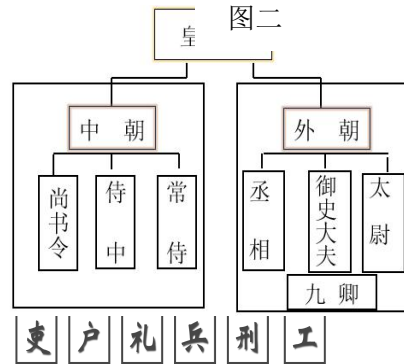 图二
中朝 外朝
尚书令 侍中 常侍 丞相 御史大夫 太尉
九卿
吏 户 礼 兵 刑 工